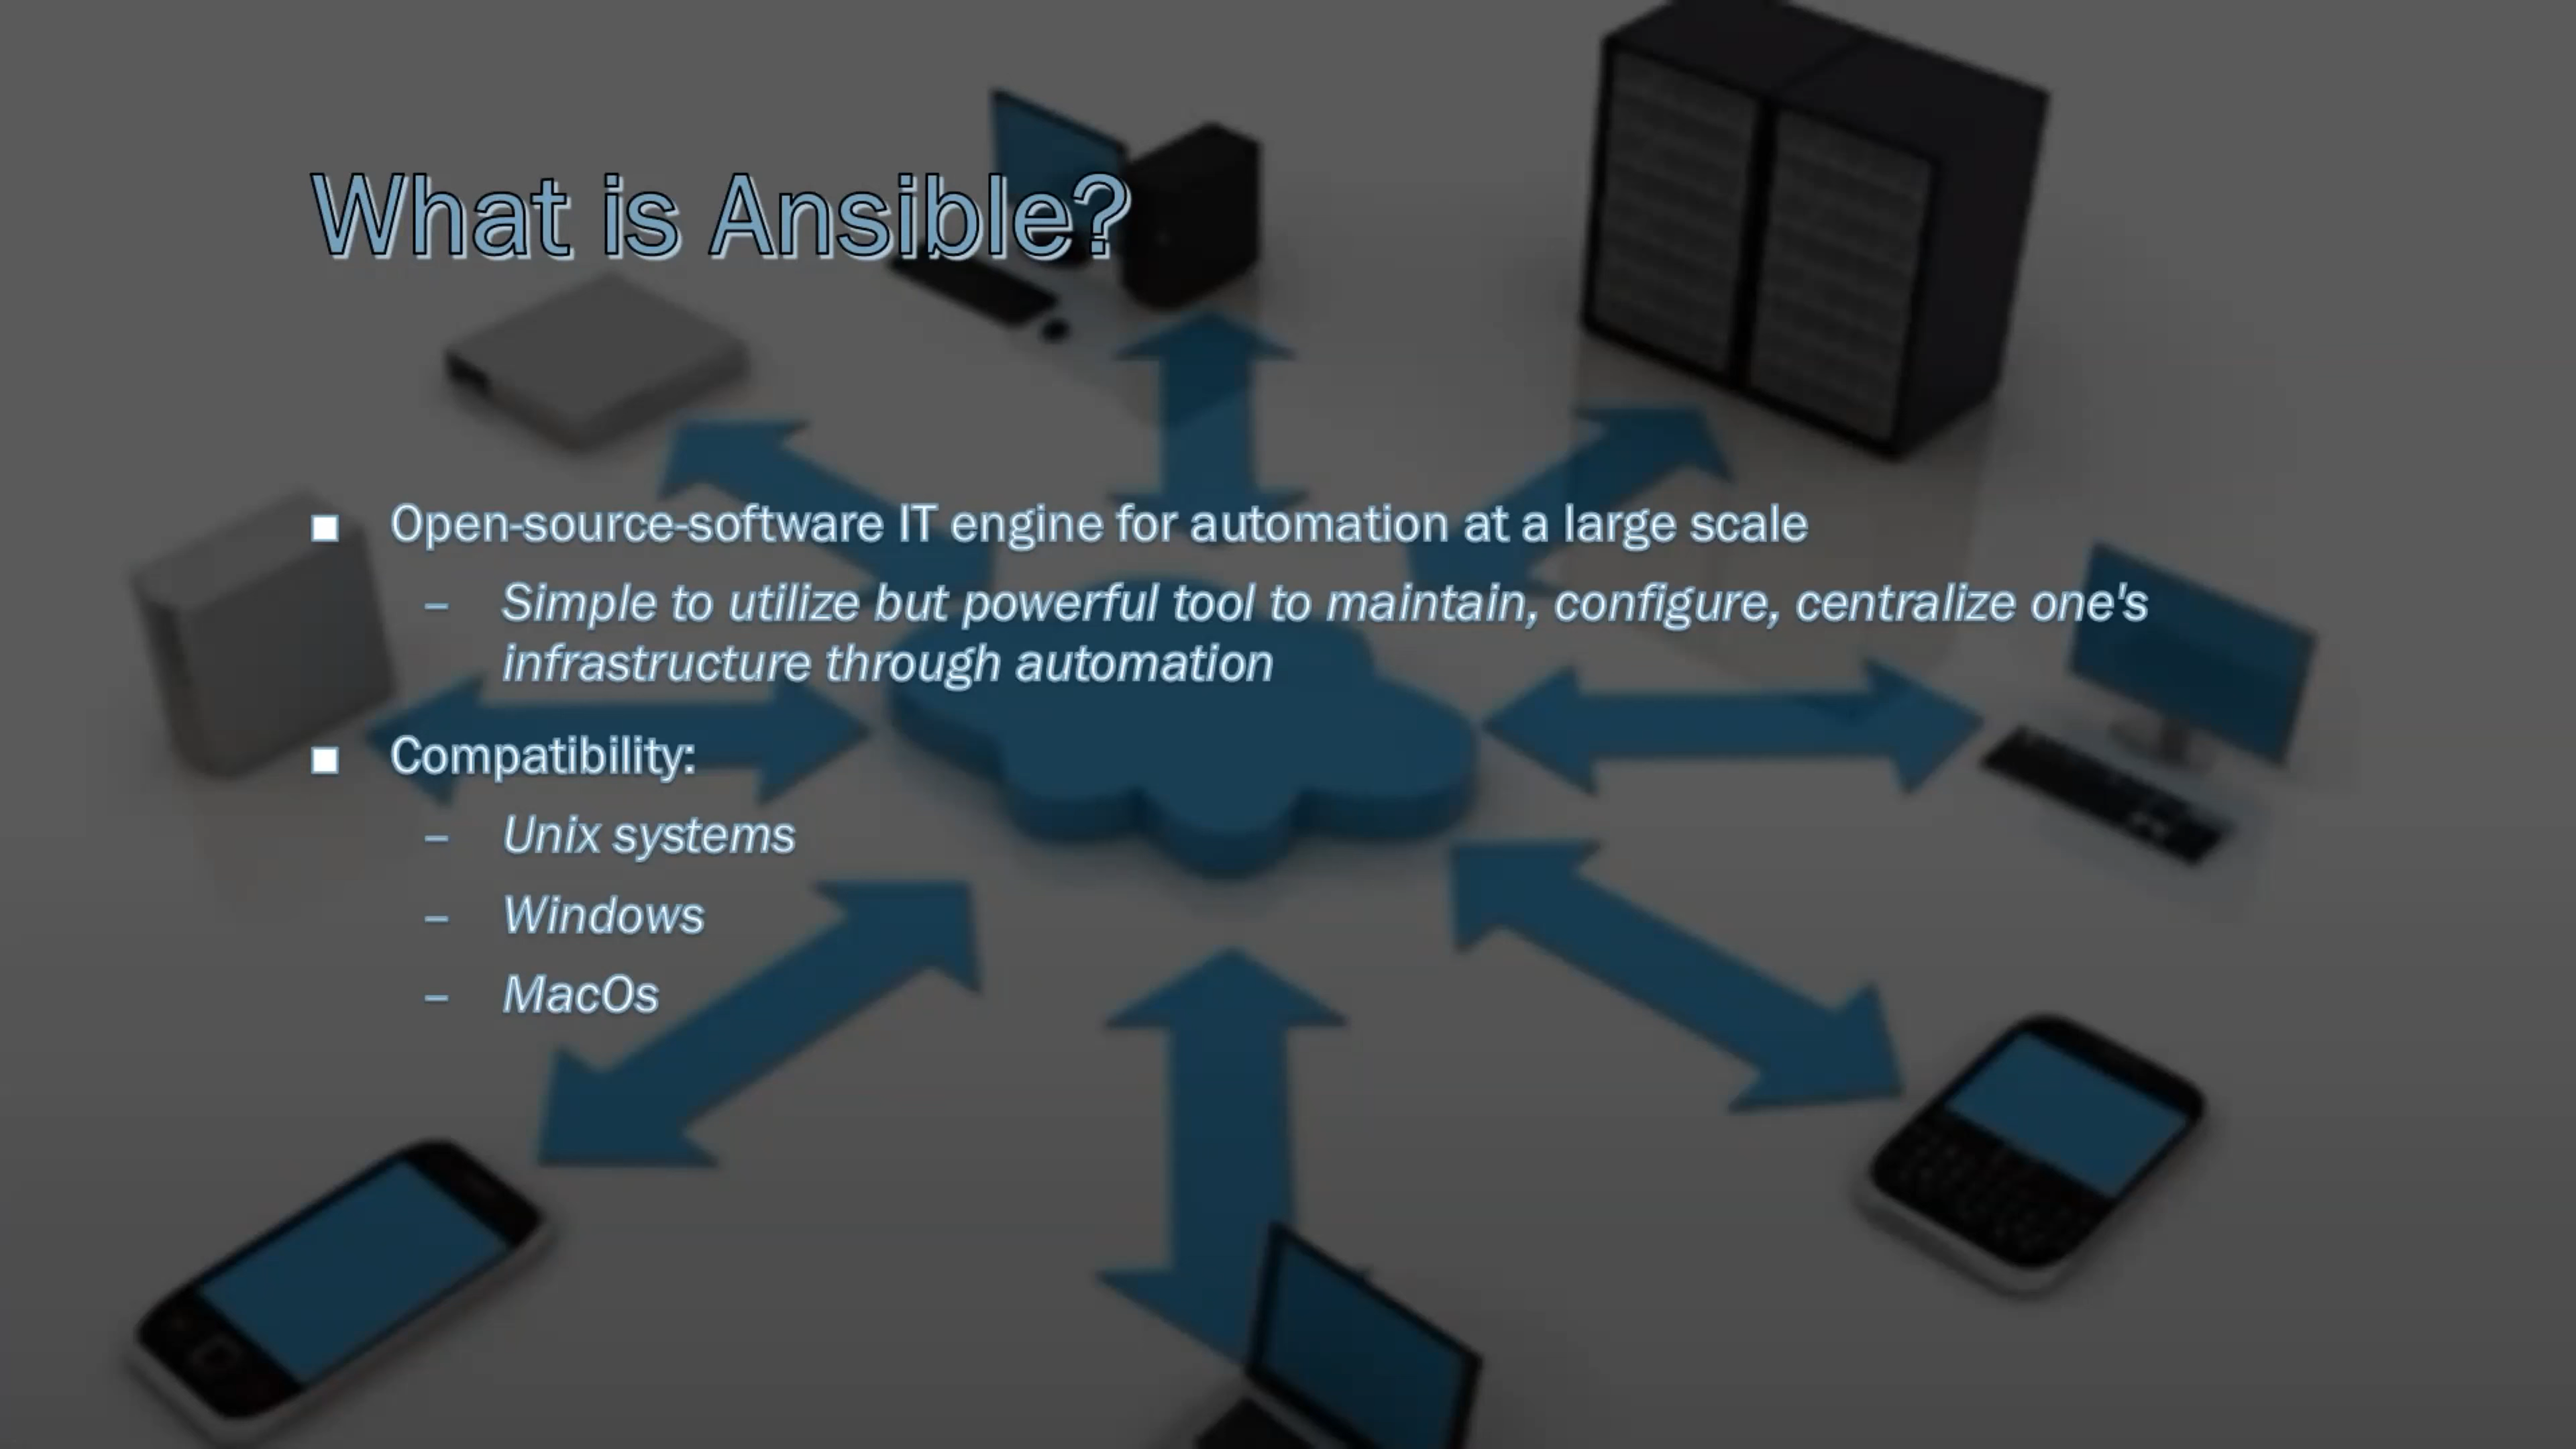 What is Ansible?
■ Open-source-software IT engine for automation at a large scale
– Simple to utilize but powerful tool to maintain, configure, centralize one's
infrastructure through automation
■ Compatibility:
– Unix systems
– Windows
– MacOs